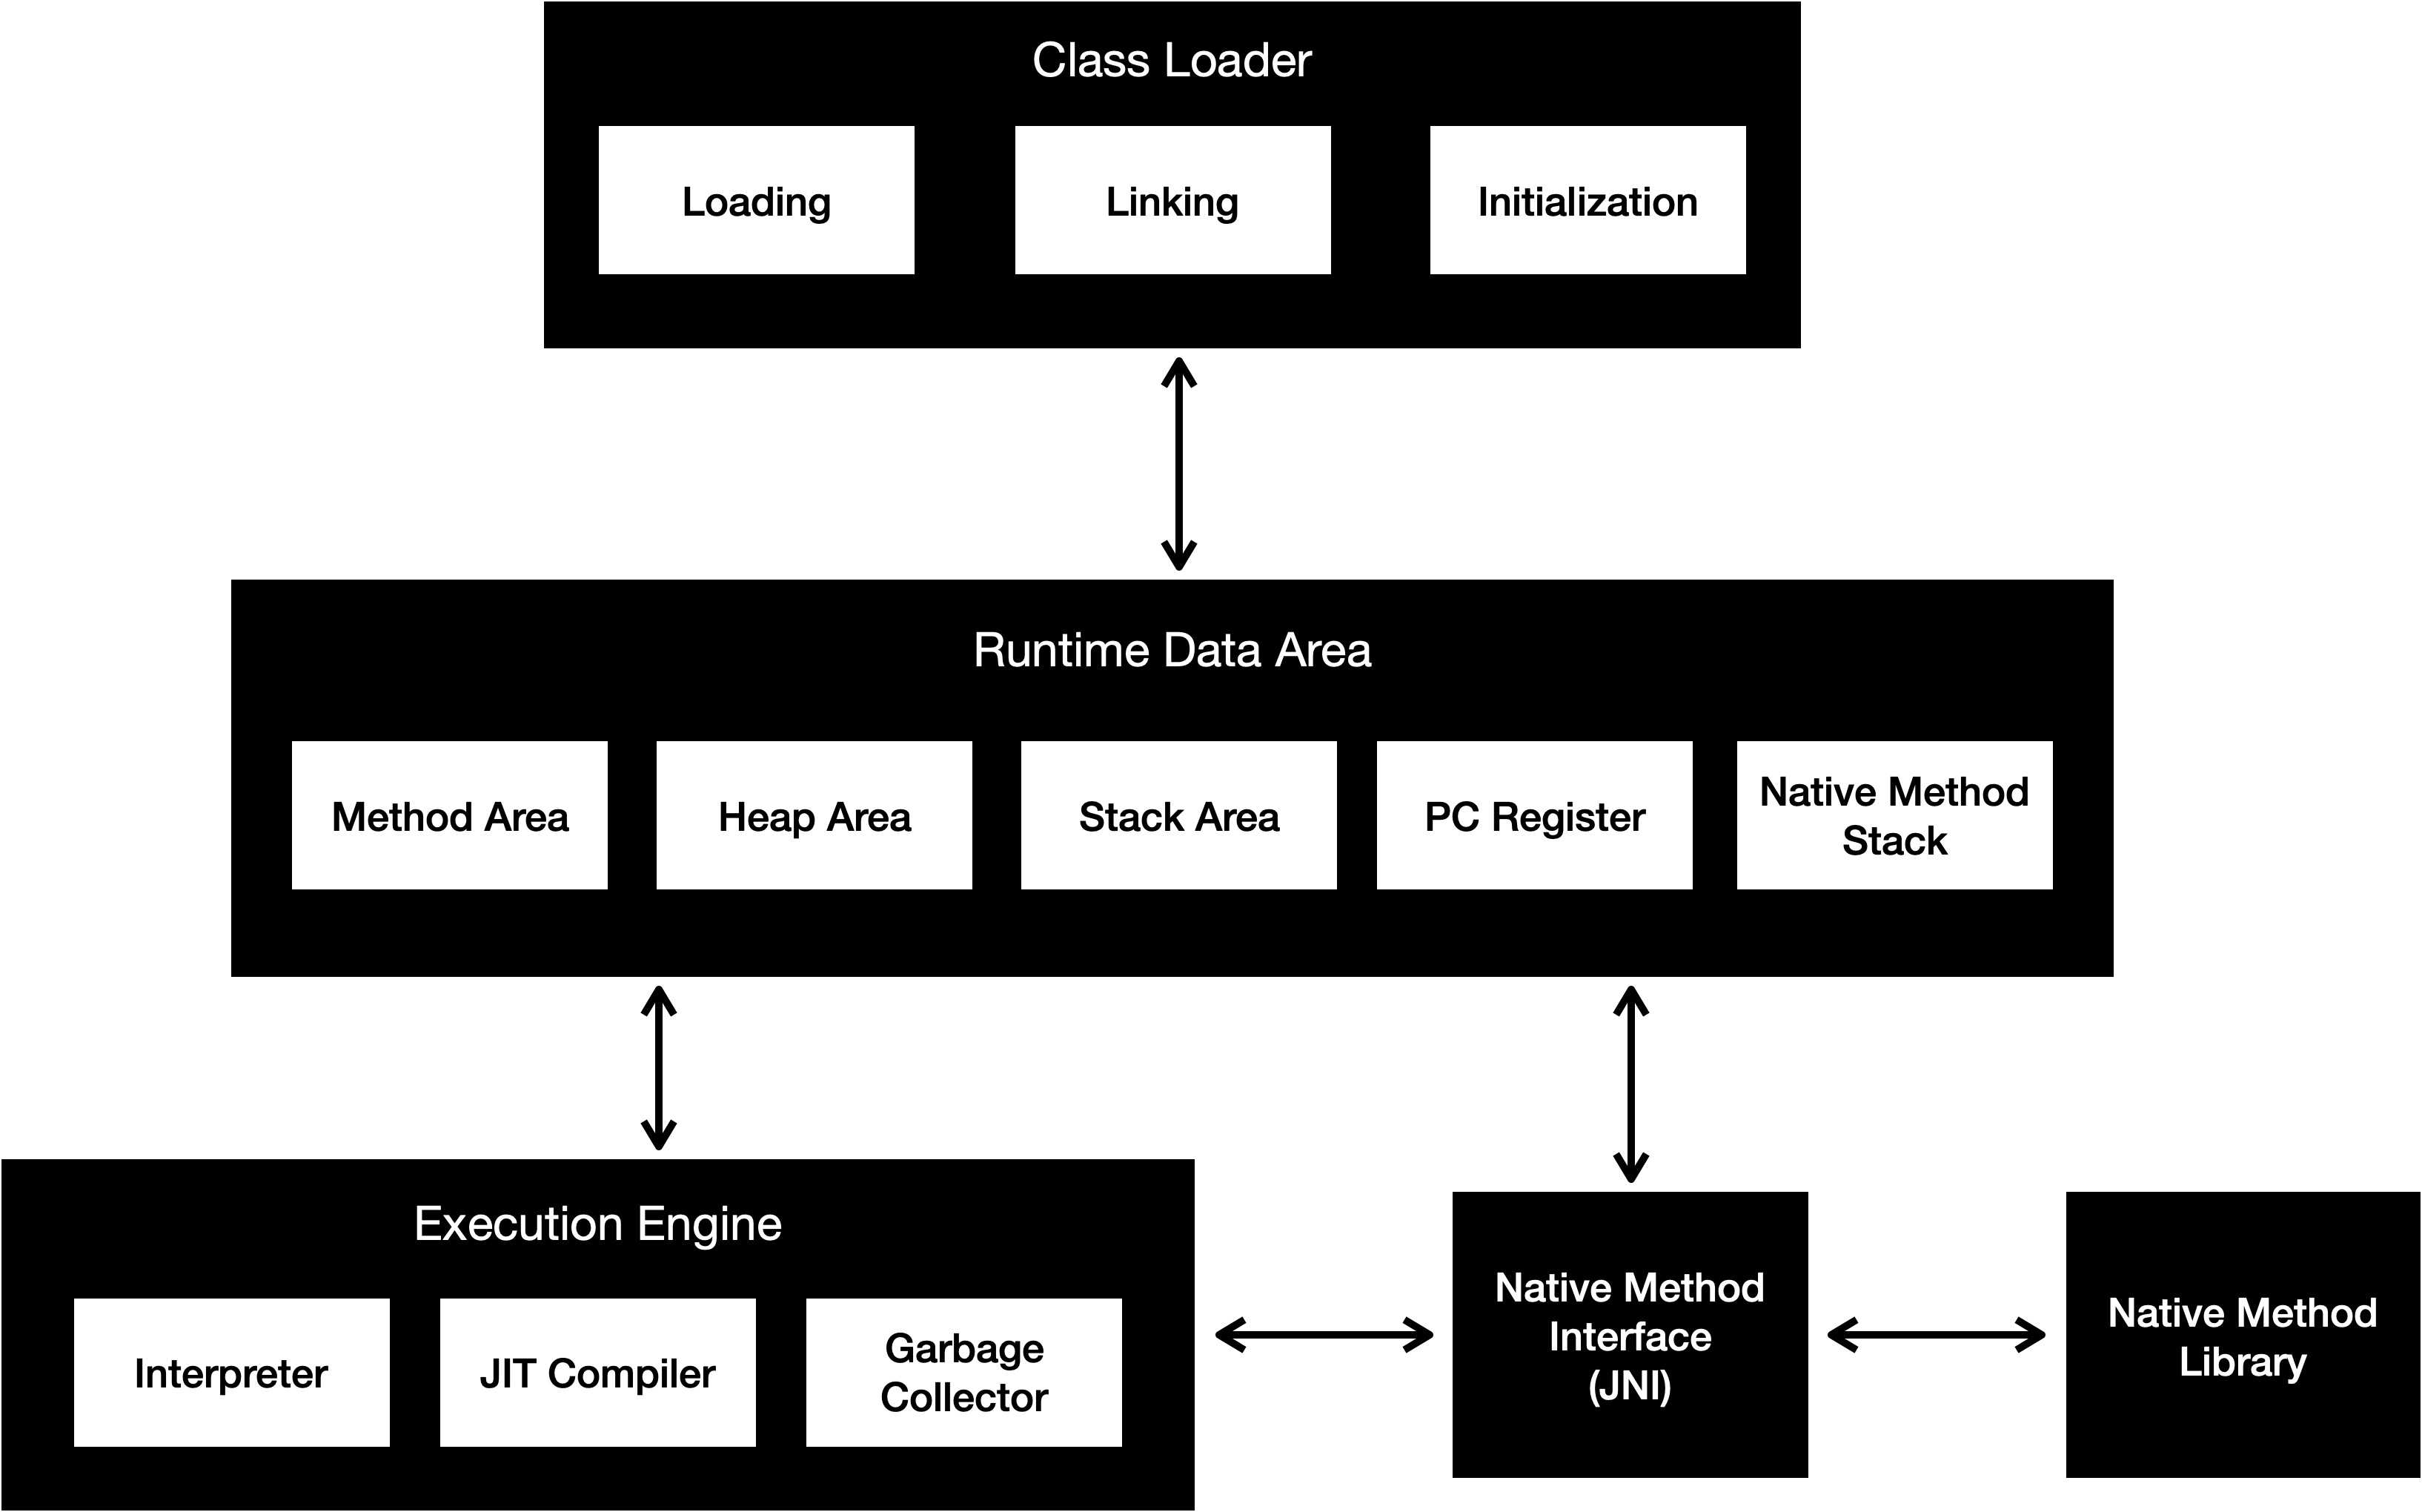 Class Loader
Loading
Linking
Initialization
Runtime Data Area
Method Area
Heap Area
Stack Area
PC Register
Native Method
Stack
Execution Engine
Interpreter
JIT Compiler
Garbage
Collector
Native Method
Interface
(JNI)
Native Method
Library